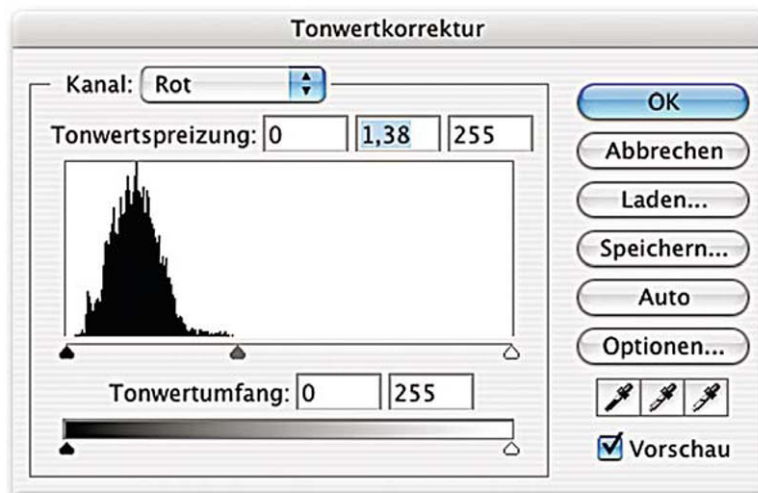 Tonwertkorrektur
Kanal: Rot
Tonwertspreizung: 0 1,38 255
Tonwertumfang: 0 255
OK
Abbrechen
Laden...
Speichern...
Auto
Optionen...
Vorschau